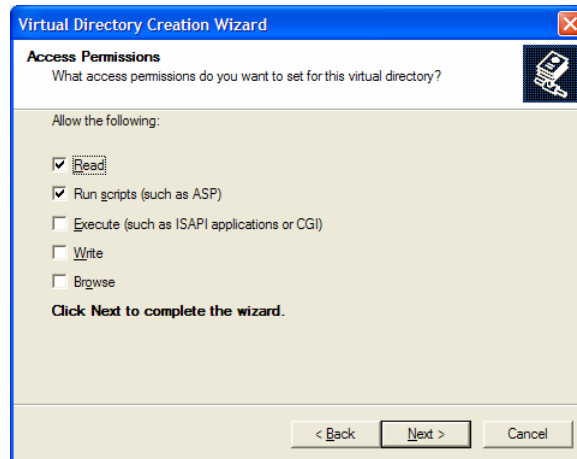 Virtual Directory Creation Wizard
Access Permissions
What access permissions do you want to set for this virtual directory?
Allow the following:
Read
Run scripts (such as ASP)
Execute (such as ISAPI applications or CGI)
Write
Browse
Click Next to complete the wizard.
< Back Next > Cancel